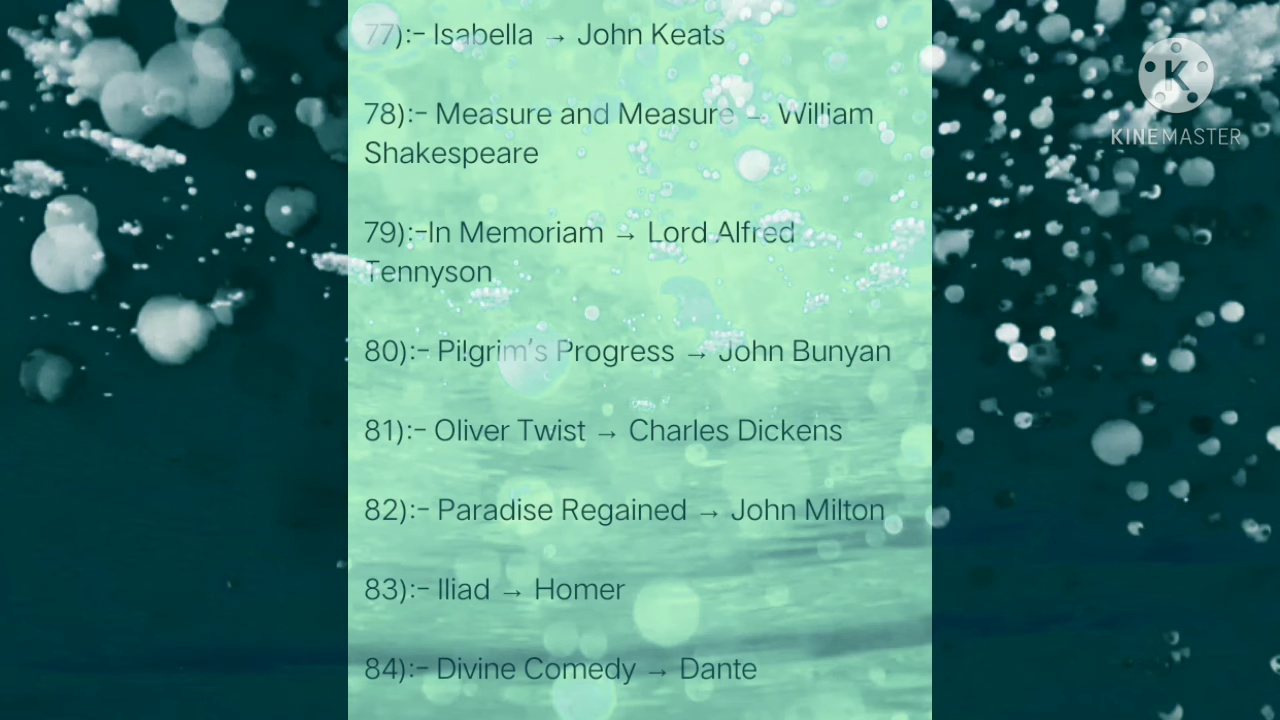 77):- Isabella → John Keats
78):- Measure and Measure → William
Shakespeare
79):-In Memoriam → Lord Alfred
Tennyson
80):- Pilgrim's Progress → John Bunyan
81):- Oliver Twist → Charles Dickens
82):- Paradise Regained → John Milton
83):- Iliad → Homer
84):- Divine Comedy → Dante
K
KINEMASTER